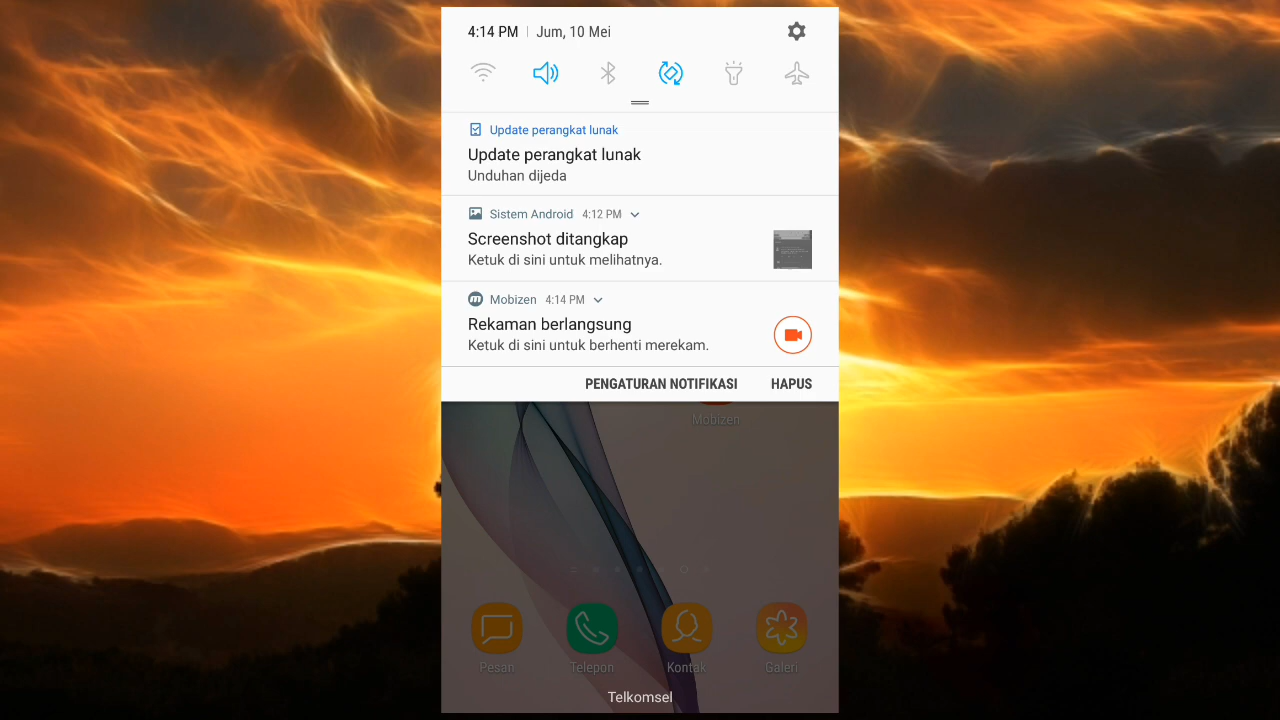 4:14 PM | Jum, 10 Mei
Update perangkat lunak
Update perangkat lunak
Unduhan dijeda
Sistem Android 4:12 PM
Screenshot ditangkap
Ketuk di sini untuk melihatnya.
Mobizen 4:14 PM
Rekaman berlangsung
Ketuk di sini untuk berhenti merekam.
PENGATURAN NOTIFIKASI HAPUS
Mobizen
Pesan Telepon Kontak Galeri
Telkomsel